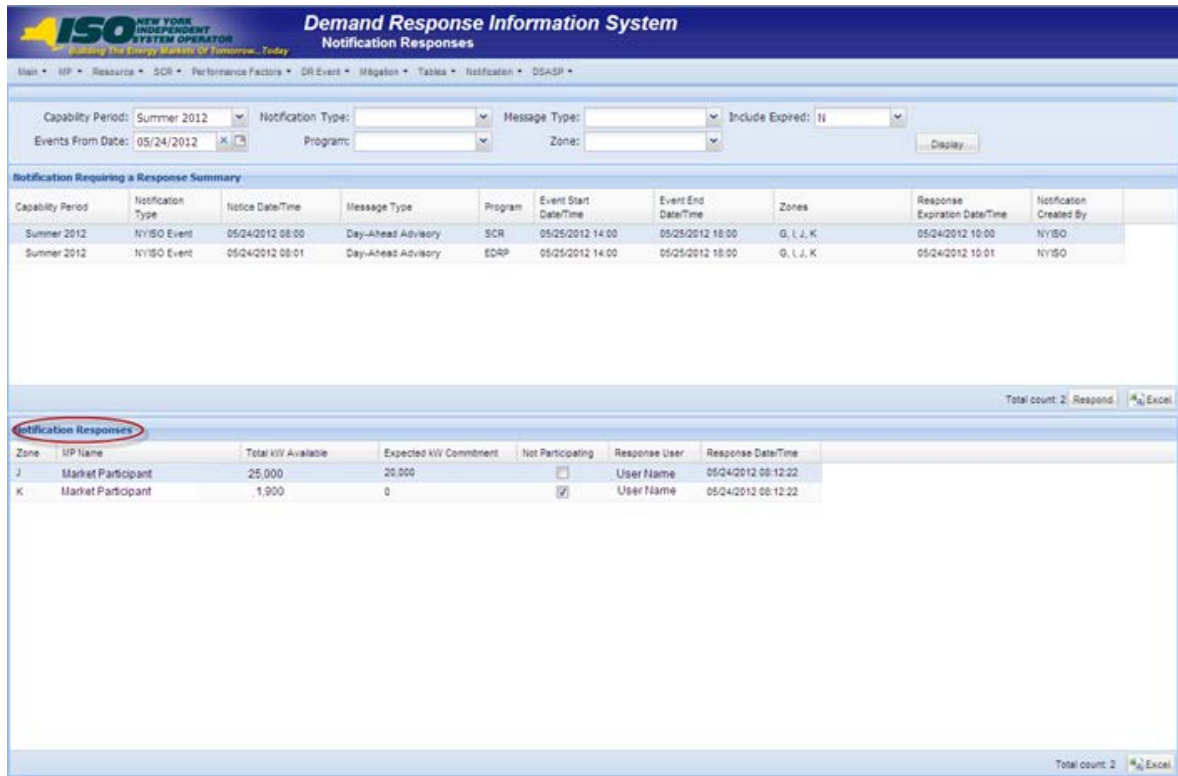 ISO NEW YORK INDEPENDENT SYSTEM OPERATOR
Building The Energy Markets Of Tomorrow...Today
Demand Response Information System
Notification Responses
Main MP Resource SCR Performance Factors DR Event Mitigation Tables Notification DSASP
Capability Period: Summer 2012 Notification Type: Message Type: Include Expired: N
Events From Date: 05/24/2012 Program: Zone: Display
Notification Requiring a Response Summary
Capability Period Notification Type Notice Date/Time Message Type Program Event Start Date/Time Event End Date/Time Zones Response Expiration Date/Time Notification Created By
Summer 2012 NYISO Event 05/24/2012 08:00 Day-Ahead Advisory SCR 05/25/2012 14:00 05/25/2012 18:00 G, I, J, K 05/24/2012 10:00 NYISO
Summer 2012 NYISO Event 05/24/2012 08:01 Day-Ahead Advisory EDRP 05/25/2012 14:00 05/25/2012 18:00 G, I, J, K 05/24/2012 10:01 NYISO
Total count: 2 Respond Excel
Notification Responses
Zone MP Name Total kW Available Expected kW Commitment Not Participating Response User Response Date/Time
J Market Participant 25,000 20,000 User Name 05/24/2012 08:12:22
K Market Participant 1,900 0 User Name 05/24/2012 08:12:22
Total count: 2 Excel